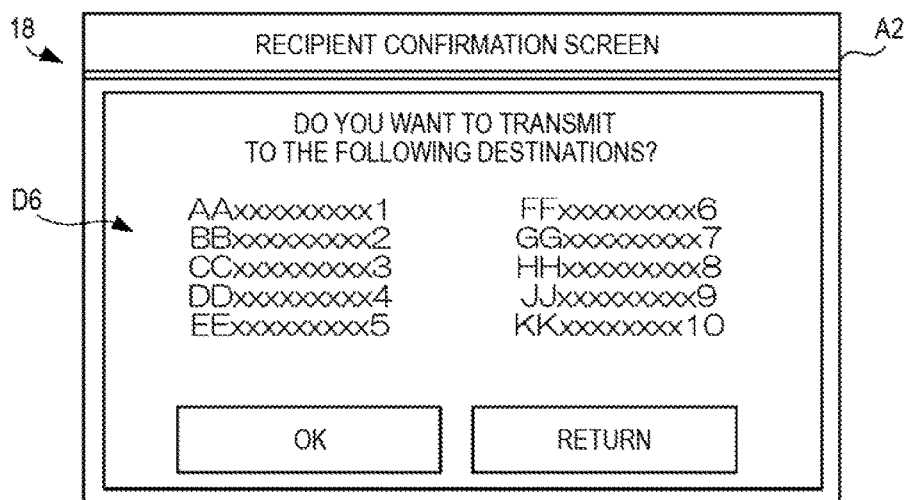 18
A2
RECIPIENT CONFIRMATION SCREEN
DO YOU WANT TO TRANSMIT
TO THE FOLLOWING DESTINATIONS?
D6
AAxxxxxxxxx1
BBxxxxxxxxx2
CCxxxxxxxxx3
DDxxxxxxxxx4
EExxxxxxxxx5
FFxxxxxxxxx6
GGxxxxxxxxx7
HHxxxxxxxxx8
JJxxxxxxxxx9
KKxxxxxxxx10
OK
RETURN